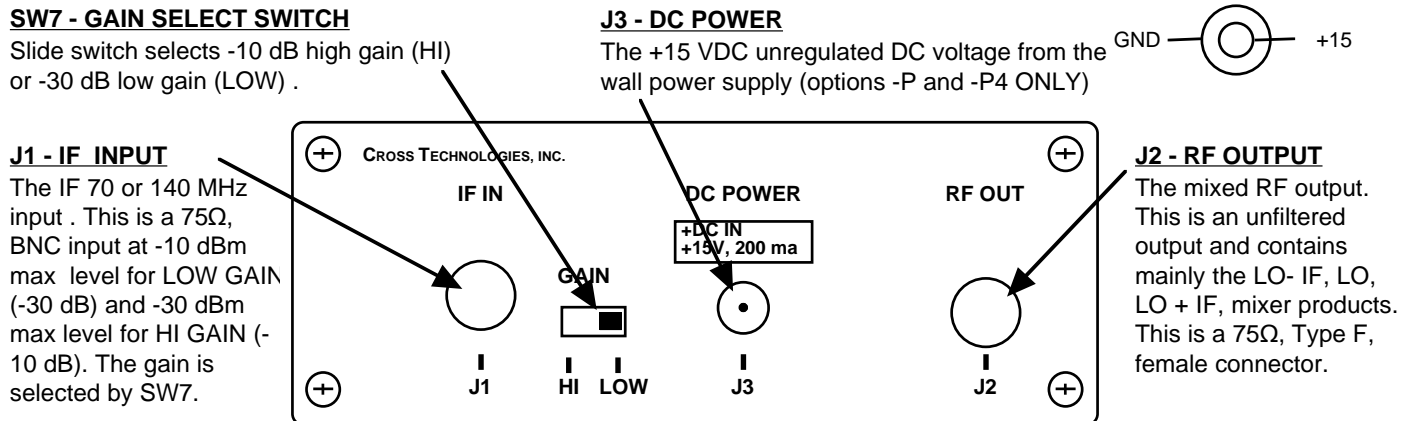 SW7 - GAIN SELECT SWITCH
Slide switch selects -10 dB high gain (HI)
or -30 dB low gain (LOW) .
J3 - DC POWER
The +15 VDC unregulated DC voltage from the
wall power supply (options -P and -P4 ONLY)
GND
+15
J1 - IF INPUT
The IF 70 or 140 MHz
input . This is a 75Ω,
BNC input at -10 dBm
max level for LOW GAIN
(-30 dB) and -30 dBm
max level for HI GAIN (-
10 dB). The gain is
selected by SW7.
CROSS TECHNOLOGIES, INC.
IF IN
DC POWER
RF OUT
+DC IN
+15V, 200 ma
GAIN
J1
HI LOW
J3
J2
J2 - RF OUTPUT
The mixed RF output.
This is an unfiltered
output and contains
mainly the LO- IF, LO,
LO + IF, mixer products.
This is a 75Ω, Type F,
female connector.